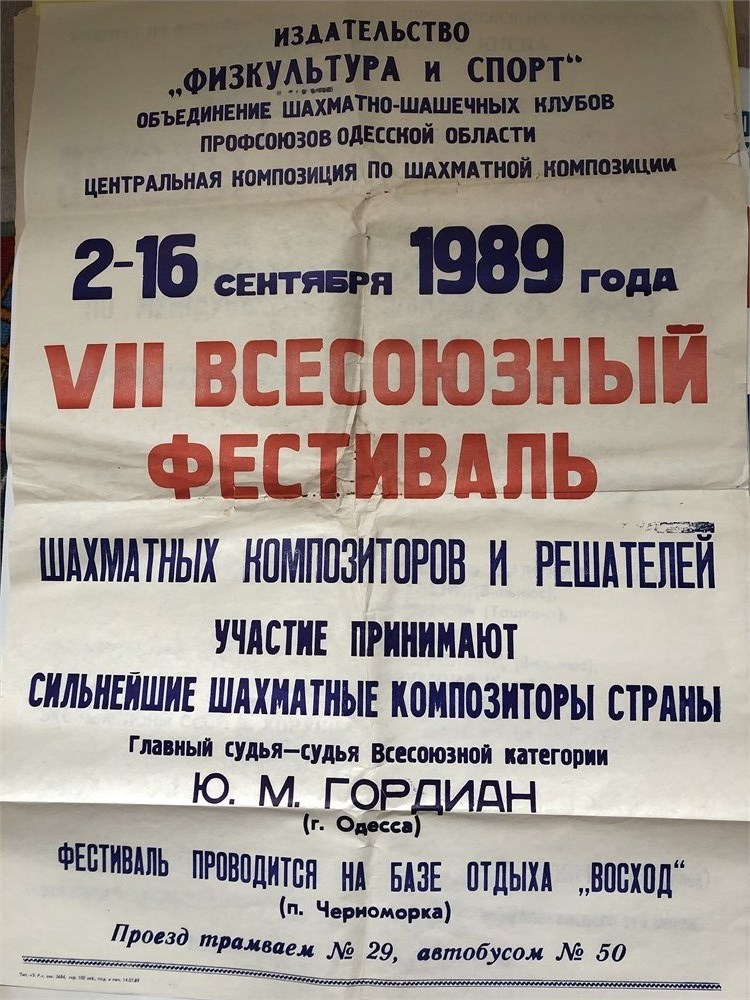 ИЗДАТЕЛЬСТВО
„ФИЗКУЛЬТУРА и СПОРТ“
ОБЪЕДИНЕНИЕ ШАХМАТНО-ШАШЕЧНЫХ КЛУБОВ
ПРОФСОЮЗОВ ОДЕССКОЙ ОБЛАСТИ
ЦЕНТРАЛЬНАЯ КОМПОЗИЦИЯ ПО ШАХМАТНОЙ КОМПОЗИЦИИ
2–16 СЕНТЯБРЯ 1989 ГОДА
VII ВСЕСОЮЗНЫЙ
ФЕСТИВАЛЬ
ШАХМАТНЫХ КОМПОЗИТОРОВ И РЕШАТЕЛЕЙ
УЧАСТИЕ ПРИНИМАЮТ
СИЛЬНЕЙШИЕ ШАХМАТНЫЕ КОМПОЗИТОРЫ СТРАНЫ
Главный судья—судья Всесоюзной категории
Ю. М. ГОРДИАН
(г. Одесса)
ФЕСТИВАЛЬ ПРОВОДИТСЯ НА БАЗЕ ОТДЫХА „ВОСХОД“
(п. Черноморка)
Проезд трамваем № 29, автобусом № 50